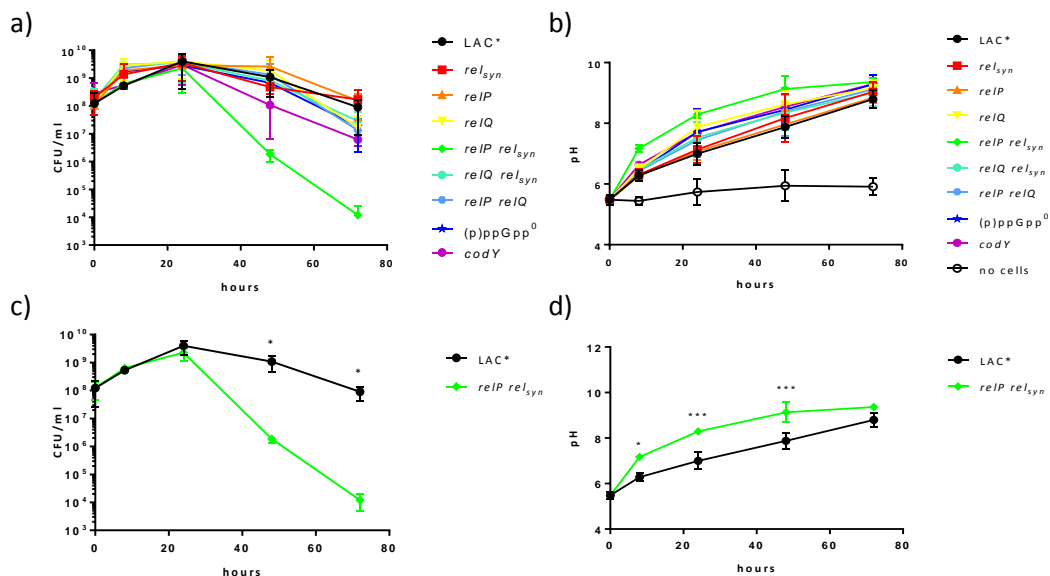 a)
CFU/ml
10^10
10^9
10^8
10^7
10^6
10^5
10^4
10^3
0 20 40 60 80
hours
LAC*
rel_syn
relP
relQ
relP rel_syn
relQ rel_syn
relP relQ
(p)ppGpp^0
codY
b)
pH
10
8
6
4
0 20 40 60 80
hours
LAC*
rel_syn
relP
relQ
relP rel_syn
relQ rel_syn
relP relQ
(p)ppGpp^0
codY
no cells
c)
CFU/ml
10^10
10^9
10^8
10^7
10^6
10^5
10^4
10^3
* *
0 20 40 60 80
hours
LAC*
relP rel_syn
d)
pH
12
10
8
6
4
* *** ***
0 20 40 60 80
hours
LAC*
relP rel_syn